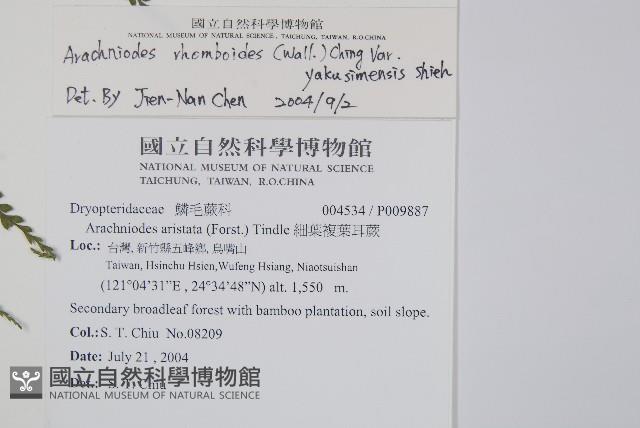 國立自然科學博物館
NATIONAL MUSEUM OF NATURAL SCIENCE, TAICHUNG, TAIWAN, R.O.CHINA
Arachniodes rhomboides (Wall.) Ching Var.
yakusimensis Shieh
Det. By Jien-Nan Chen 2004/9/2
國立自然科學博物館
NATIONAL MUSEUM OF NATURAL SCIENCE
TAICHUNG, TAIWAN, R.O.CHINA
Dryopteridaceae 鱗毛蕨科 004534 / P009887
Arachniodes aristata (Forst.) Tindle 細葉複葉耳蕨
Loc.: 台灣, 新竹縣五峰鄉, 鳥嘴山
Taiwan, Hsinchu Hsien,Wufeng Hsiang, Niaotsuishan
(121°04’31”E , 24°34’48”N) alt. 1,550 m.
Secondary broadleaf forest with bamboo plantation, soil slope.
Col.: S. T. Chiu No.08209
Date: July 21 , 2004
Det.: S. T. Chiu
國立自然科學博物館
NATIONAL MUSEUM OF NATURAL SCIENCE